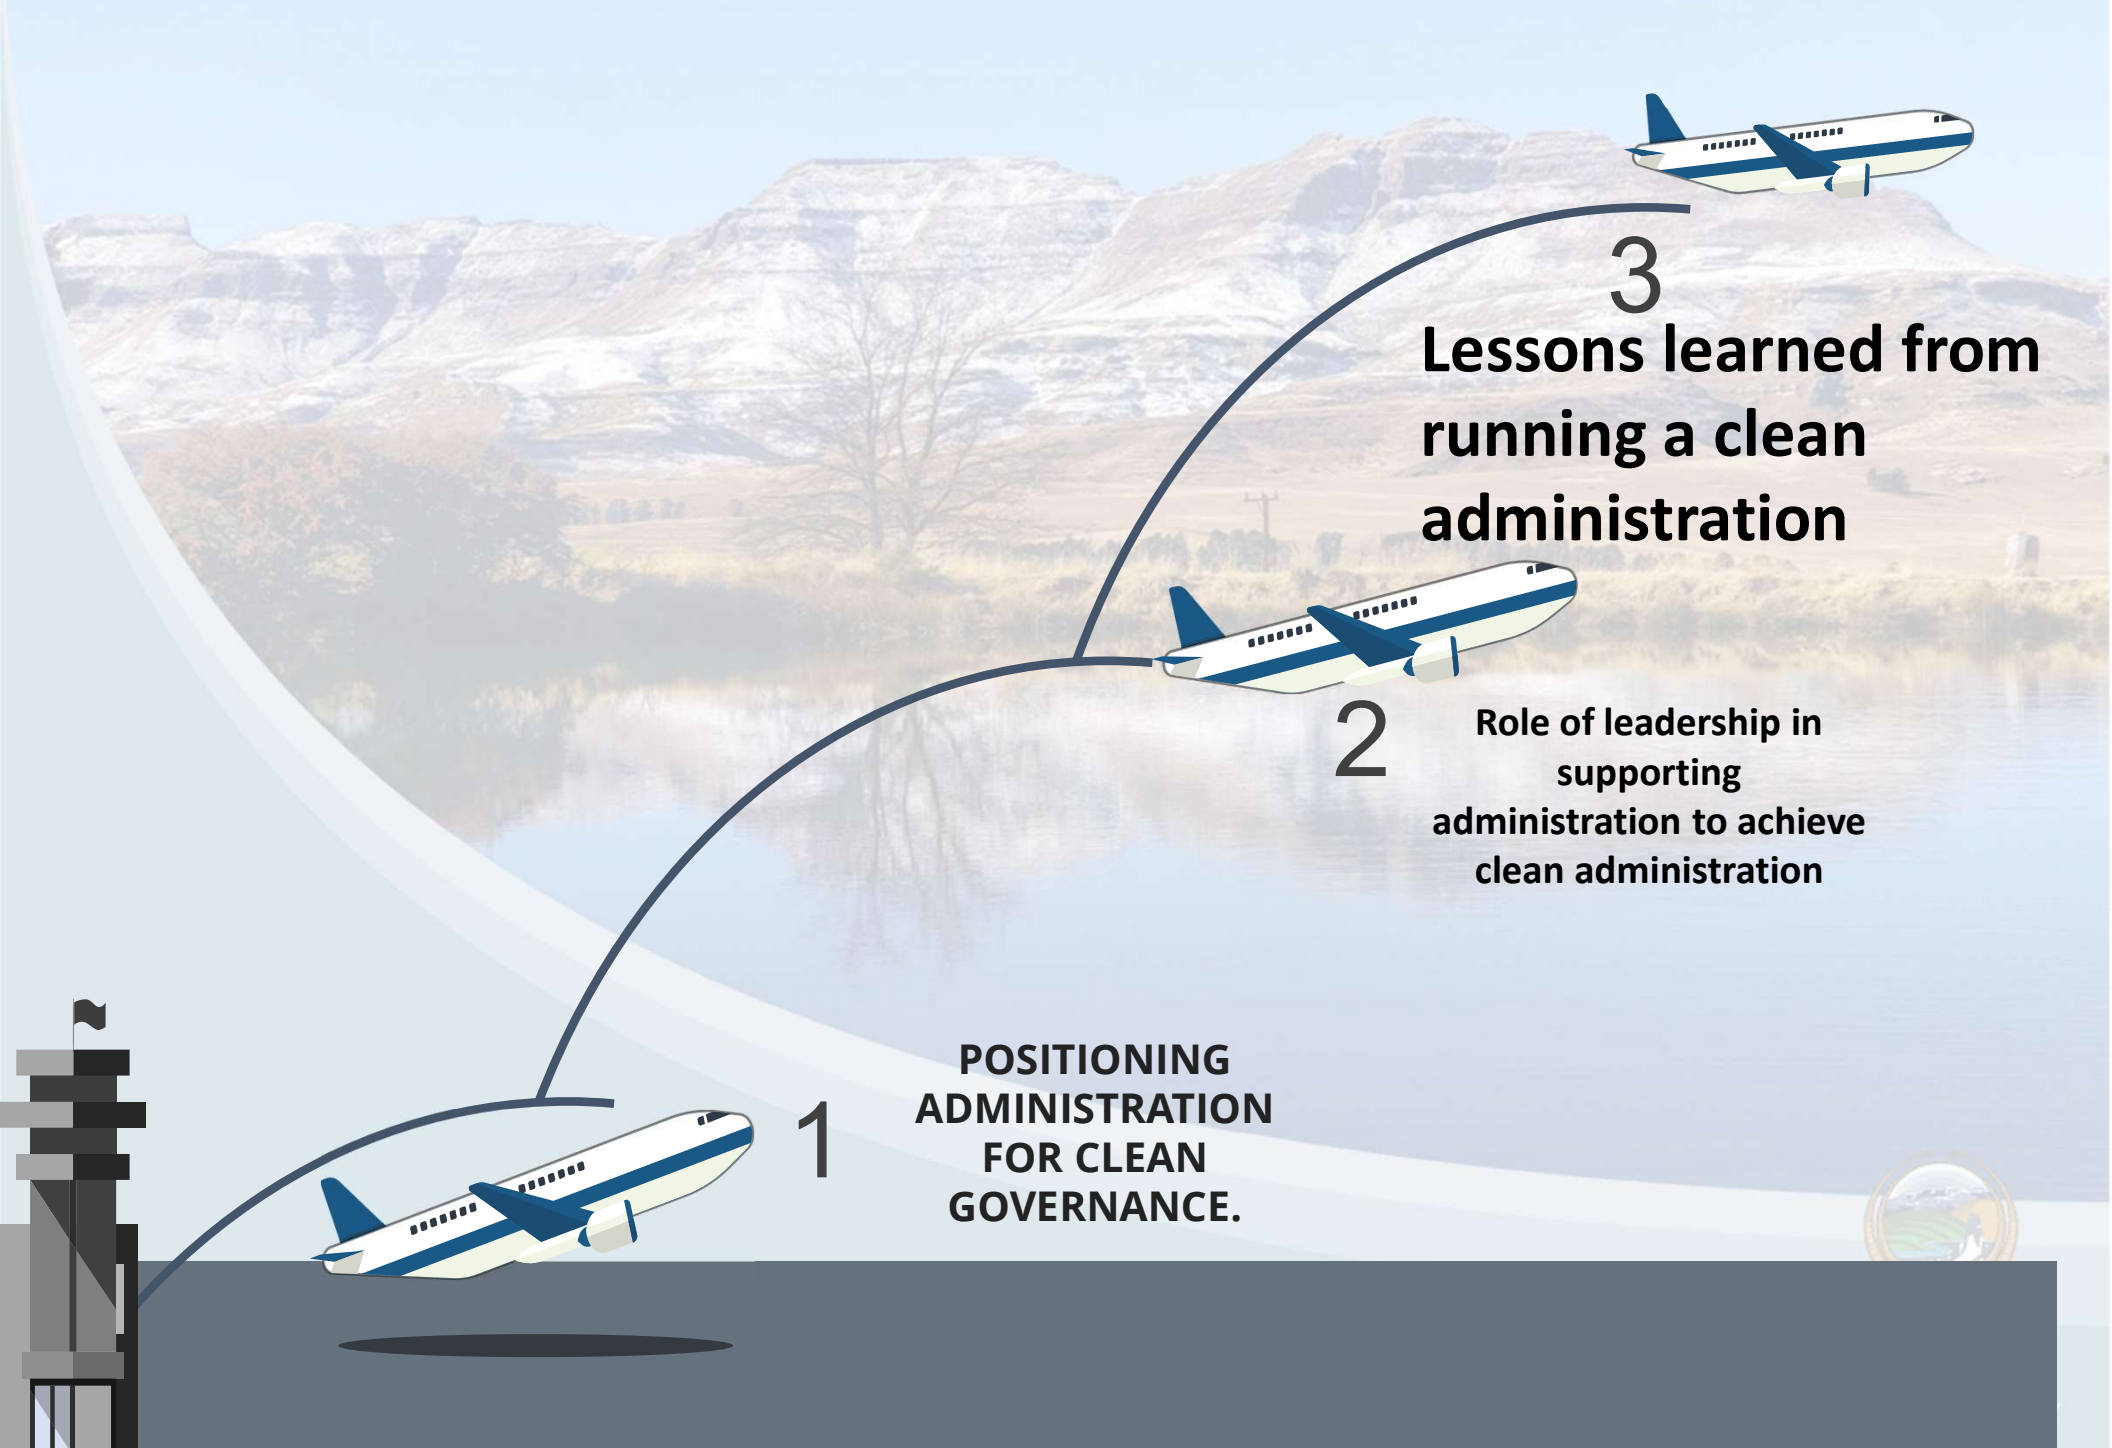 3
Lessons learned from
running a clean
administration
2
Role of leadership in
supporting
administration to achieve
clean administration
1
POSITIONING
ADMINISTRATION
FOR CLEAN
GOVERNANCE.